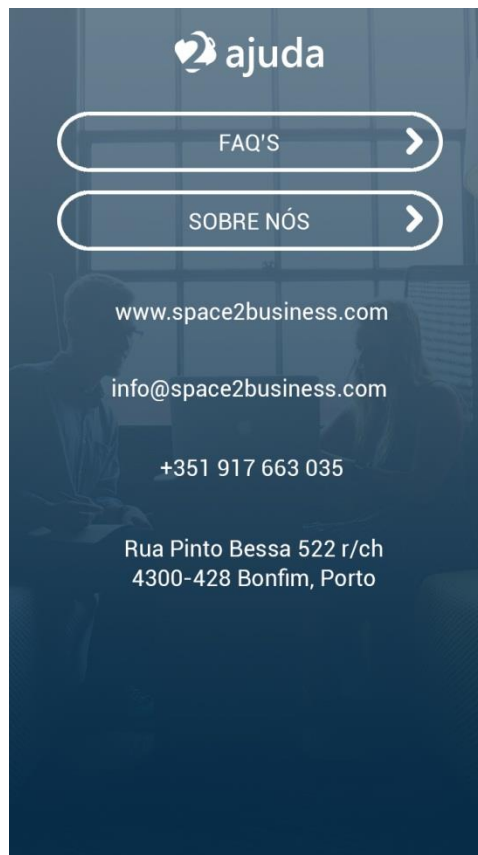 2 ajuda
FAQ'S
SOBRE NÓS
www.space2business.com
info@space2business.com
+351 917 663 035
Rua Pinto Bessa 522 r/ch
4300-428 Bonfim, Porto